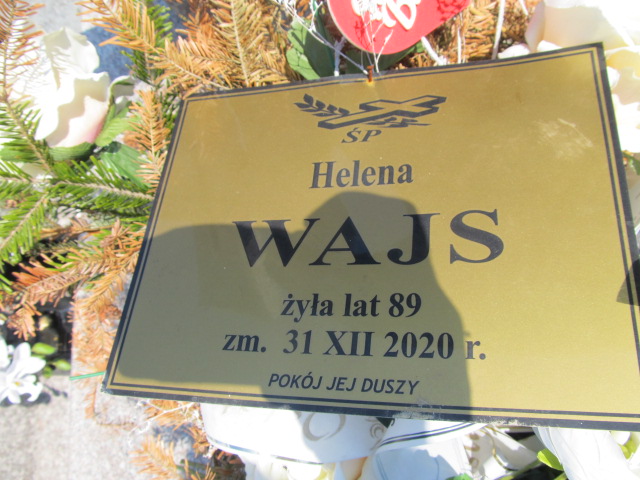 ŚP
Helena
WAJS
żyła lat 89
zm. 31 XII 2020 r.
POKÓJ JEJ DUSZY